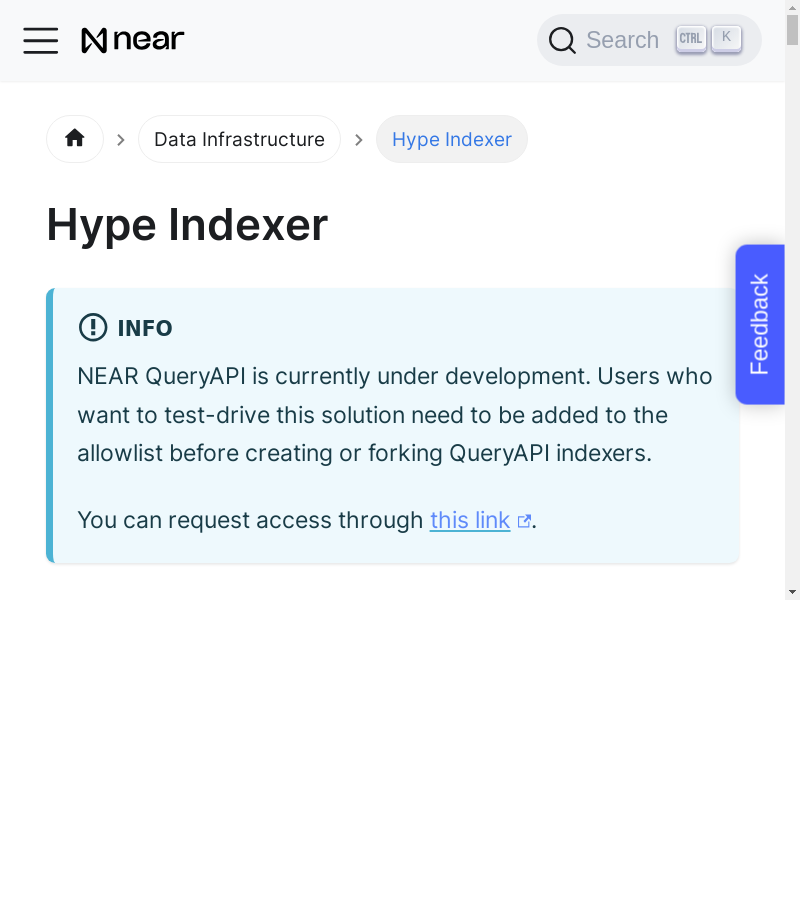 near
Search CTRL K
Data Infrastructure
Hype Indexer
Hype Indexer
Feedback
INFO
NEAR QueryAPI is currently under development. Users who
want to test-drive this solution need to be added to the
allowlist before creating or forking QueryAPI indexers.
You can request access through this link.